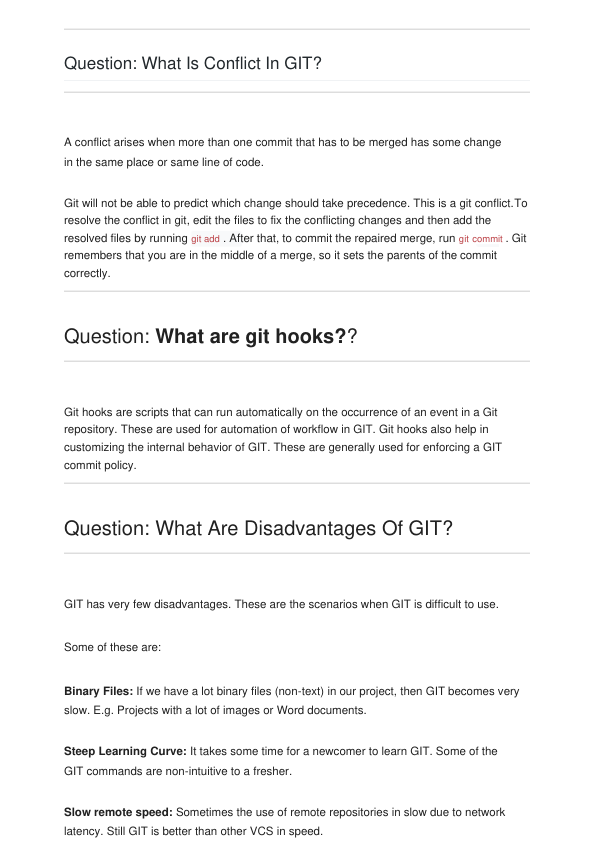 Question: What Is Conflict In GIT?
A conflict arises when more than one commit that has to be merged has some change
in the same place or same line of code.
Git will not be able to predict which change should take precedence. This is a git conflict.To
resolve the conflict in git, edit the files to fix the conflicting changes and then add the
resolved files by running git add . After that, to commit the repaired merge, run git commit . Git
remembers that you are in the middle of a merge, so it sets the parents of the commit
correctly.
Question: What are git hooks??
Git hooks are scripts that can run automatically on the occurrence of an event in a Git
repository. These are used for automation of workflow in GIT. Git hooks also help in
customizing the internal behavior of GIT. These are generally used for enforcing a GIT
commit policy.
Question: What Are Disadvantages Of GIT?
GIT has very few disadvantages. These are the scenarios when GIT is difficult to use.
Some of these are:
Binary Files: If we have a lot binary files (non-text) in our project, then GIT becomes very
slow. E.g. Projects with a lot of images or Word documents.
Steep Learning Curve: It takes some time for a newcomer to learn GIT. Some of the
GIT commands are non-intuitive to a fresher.
Slow remote speed: Sometimes the use of remote repositories in slow due to network
latency. Still GIT is better than other VCS in speed.